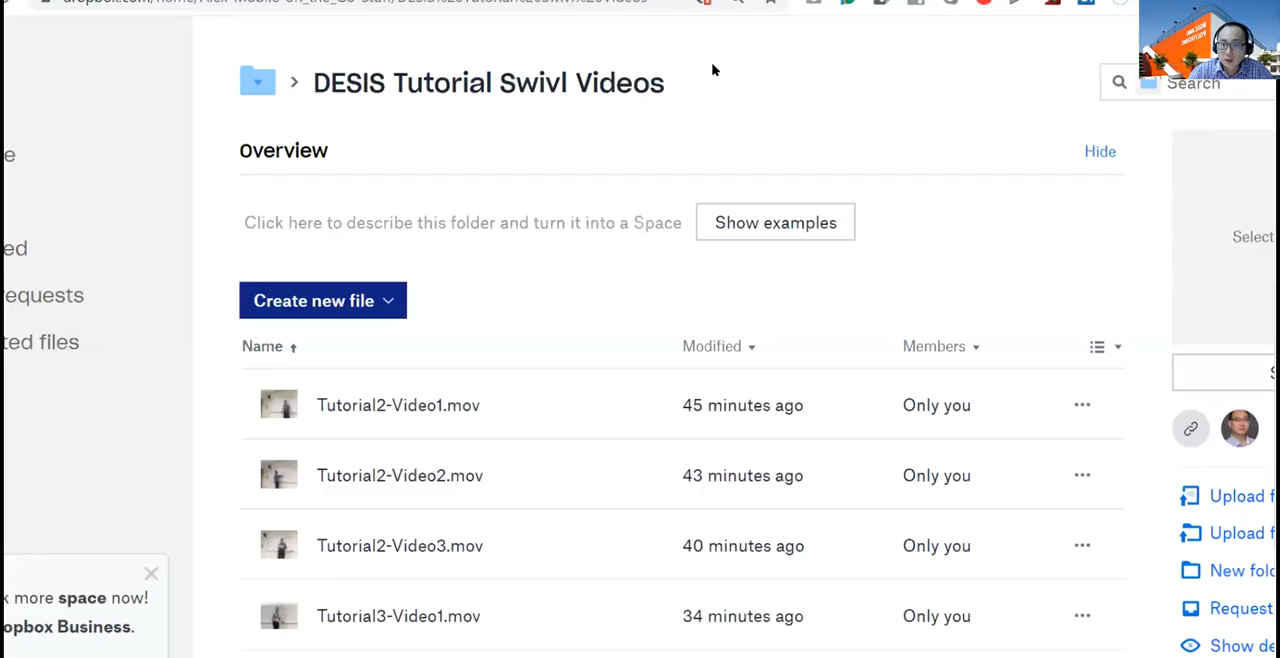 DESIS Tutorial Swivl Videos
Search
Overview
Hide
Click here to describe this folder and turn it into a Space
Show examples
Select
Create new file
Name
Modified
Members
Tutorial2-Video1.mov
45 minutes ago
Only you
Tutorial2-Video2.mov
43 minutes ago
Only you
Tutorial2-Video3.mov
40 minutes ago
Only you
Tutorial3-Video1.mov
34 minutes ago
Only you
e
ed
requests
ted files
k more space now!
opbox Business.
Upload f
Upload f
New fold
Request
Show de